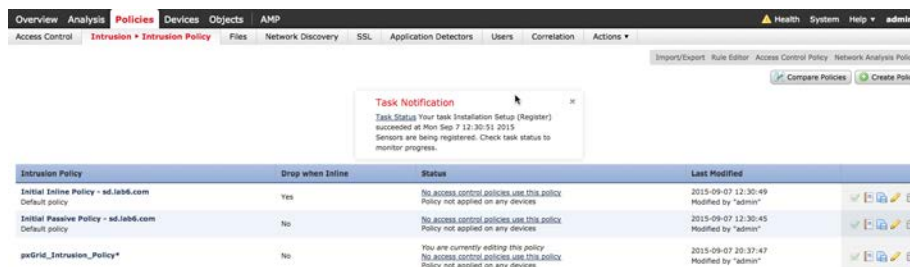 Overview Analysis Policies Devices Objects AMP Health System Help ▾ admin
Access Control Intrusion ▸ Intrusion Policy Files Network Discovery SSL Application Detectors Users Correlation Actions ▾
Import/Export Rule Editor Access Control Policy Network Analysis Polic
Compare Policies Create Poli
Task Notification ×
Task Status Your task Installation Setup (Register)
succeeded at Mon Sep 7 12:30:51 2015
Sensors are being registered. Check task status to
monitor progress.
Intrusion Policy Drop when Inline Status Last Modified
Initial Inline Policy - sd.lab6.com
Default policy
Yes
No access control policies use this policy
Policy not applied on any devices
2015-09-07 12:30:49
Modified by "admin"
Initial Passive Policy - sd.lab6.com
Default policy
No
No access control policies use this policy
Policy not applied on any devices
2015-09-07 12:30:45
Modified by "admin"
pxGrid_Intrusion_Policy*
No
You are currently editing this policy
No access control policies use this policy
Policy not applied on any devices
2015-09-07 20:37:47
Modified by "admin"